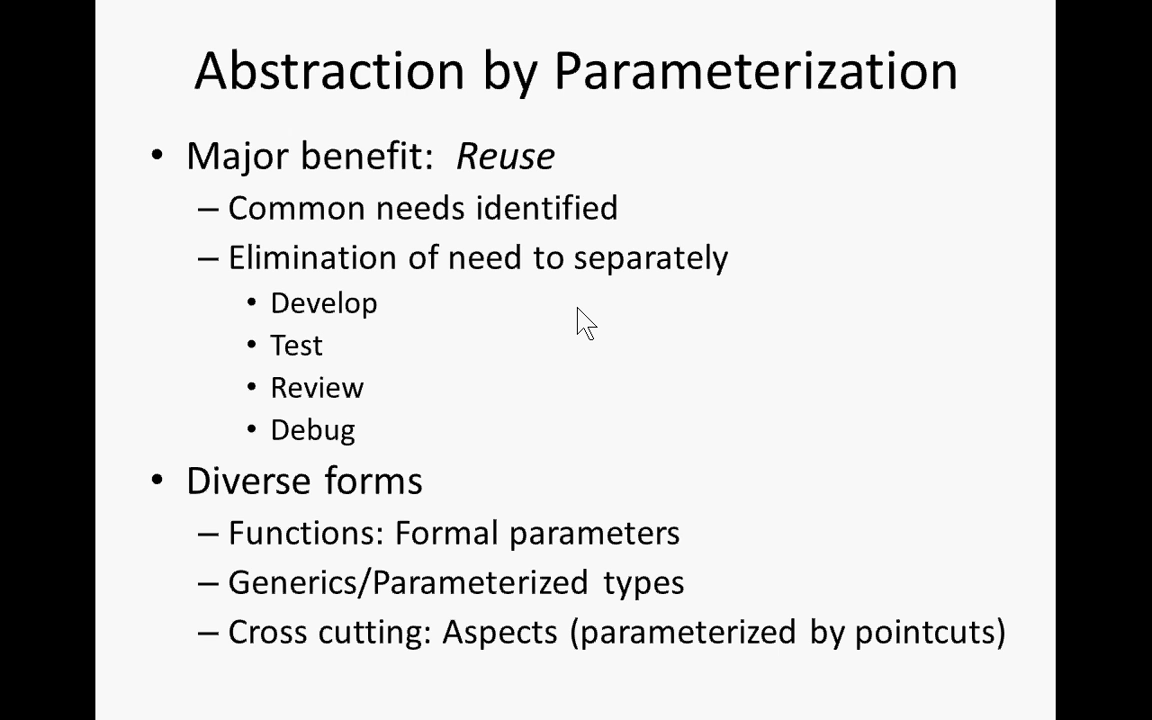 Abstraction by Parameterization
• Major benefit: Reuse
– Common needs identified
– Elimination of need to separately
• Develop
• Test
• Review
• Debug
• Diverse forms
– Functions: Formal parameters
– Generics/Parameterized types
– Cross cutting: Aspects (parameterized by pointcuts)